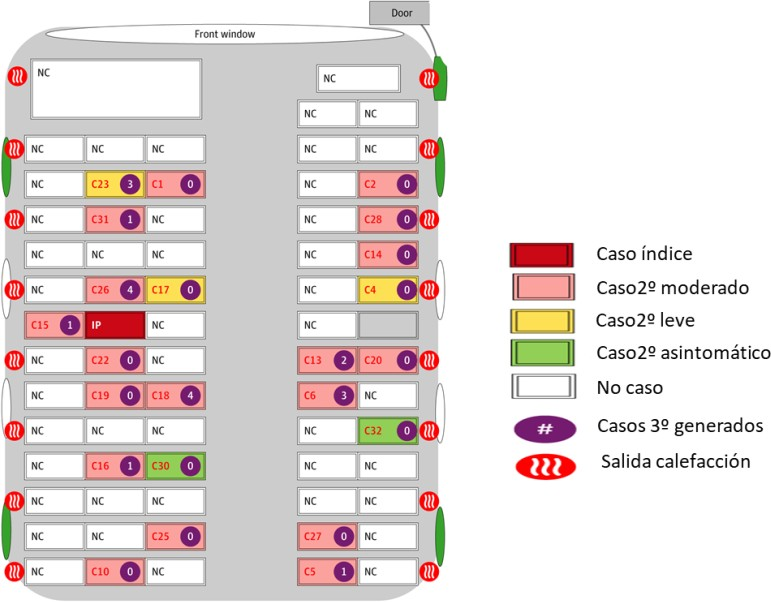 Door
Front window
NC
NC
NC NC
NC NC NC NC NC
NC C23 3 C1 0 NC C2 0
NC C31 1 NC NC C28 0
NC NC NC NC C14 0
NC C26 4 C17 0 NC C4 0
C15 1 IP NC NC
NC C22 0 NC C13 2 C20 0
NC C19 0 C18 4 C6 3 NC
NC NC NC NC C32 0
NC C16 1 C30 0 NC NC
NC NC NC NC NC
NC NC C25 0 C27 0 NC
NC C10 0 NC C5 1 NC
Caso índice
Caso2º moderado
Caso2º leve
Caso2º asintomático
No caso
# Casos 3º generados
Salida calefacción